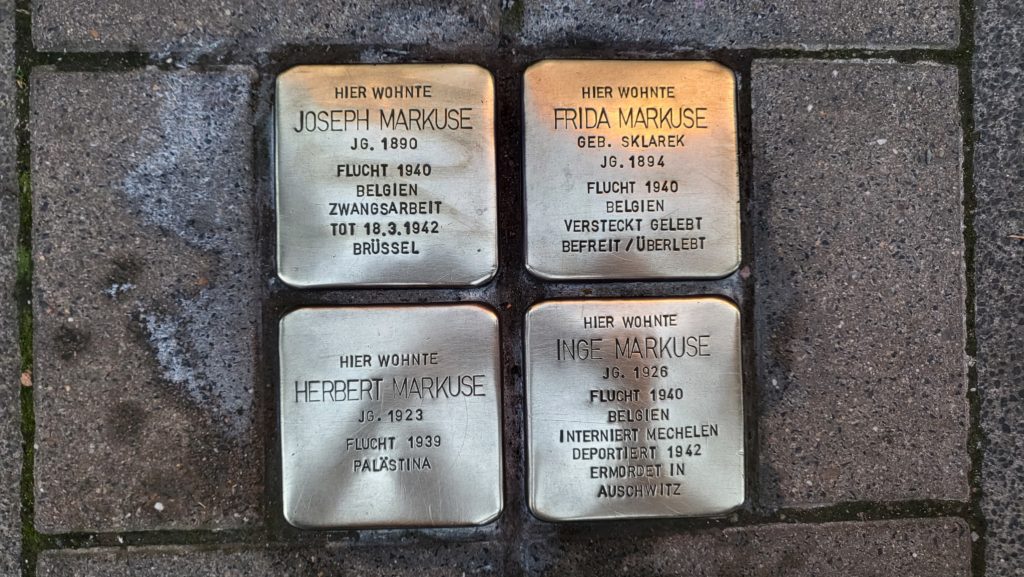 HIER WOHNTE
JOSEPH MARKUSE
JG. 1890
FLUCHT 1940
BELGIEN
ZWANGSARBEIT
TOT 18.3.1942
BRÜSSEL
HIER WOHNTE
FRIDA MARKUSE
GEB. SKLAREK
JG. 1894
FLUCHT 1940
BELGIEN
VERSTECKT GELEBT
BEFREIT/ÜBERLEBT
HIER WOHNTE
HERBERT MARKUSE
JG. 1923
FLUCHT 1939
PALÄSTINA
HIER WOHNTE
INGE MARKUSE
JG. 1926
FLUCHT 1940
BELGIEN
INTERNIERT MECHELEN
DEPORTIERT 1942
ERMORDET IN
AUSCHWITZ